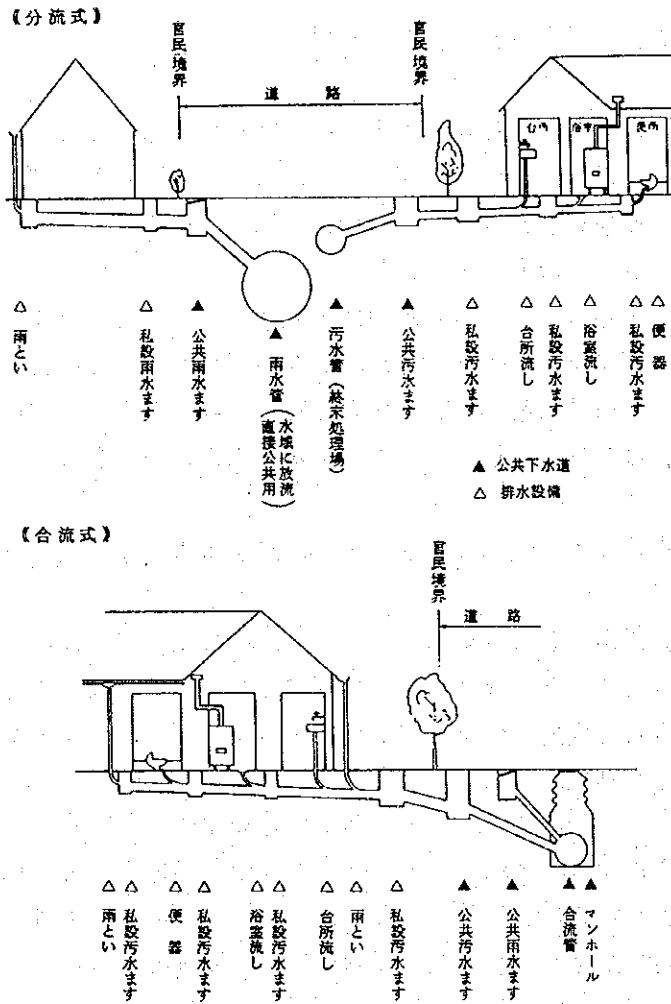 〘分流式〙
官民境界
官民境界
道路
台所
浴室
便所
雨とい
私設雨水ます
公共雨水ます
雨水管(直接公共用水域に放流)
汚水管(終末処理場)
公共汚水ます
私設汚水ます
台所流し
私設汚水ます
浴室流し
私設汚水ます
便器
▲ 公共下水道
△ 排水設備
〘合流式〙
官民境界
道路
雨とい
私設汚水ます
便器
私設汚水ます
浴室流し
私設汚水ます
台所流し
雨とい
私設汚水ます
公共汚水ます
公共雨水ます
合流管
マンホール